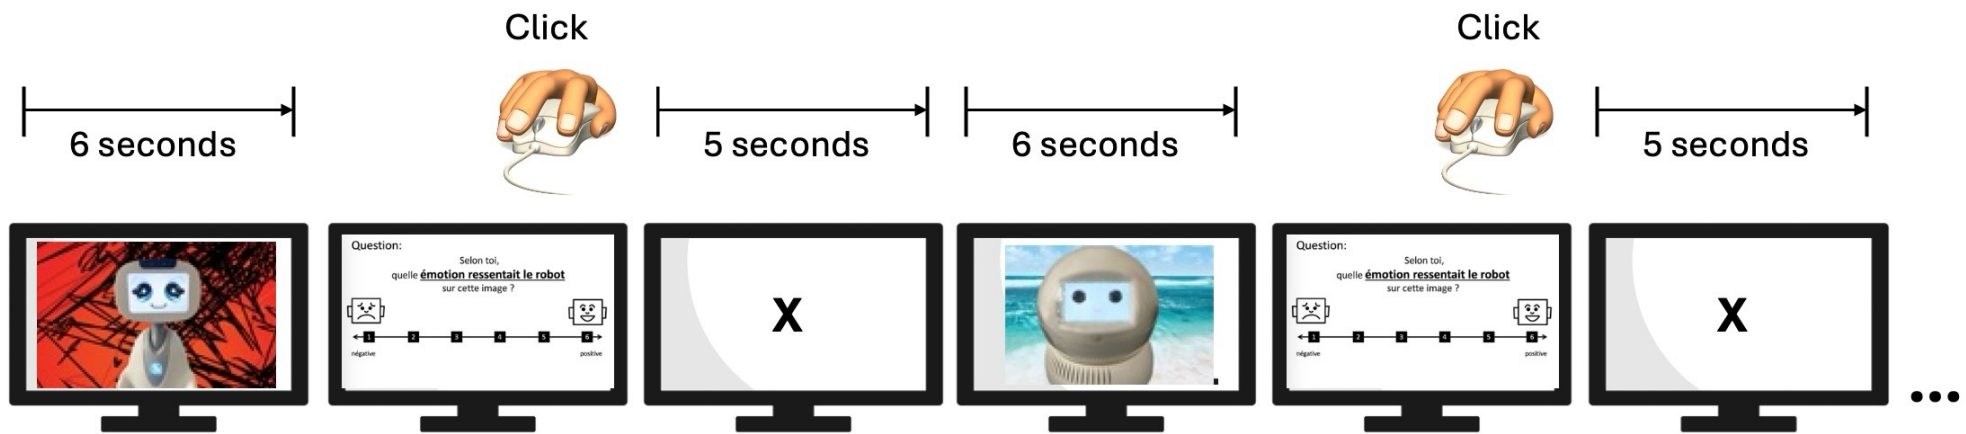 Click
Click
6 seconds
5 seconds
6 seconds
5 seconds
Question:
Selon toi,
quelle émotion ressentait le robot
sur cette image ?
1 2 3 4 5 6
négative positive
X
Question:
Selon toi,
quelle émotion ressentait le robot
sur cette image ?
1 2 3 4 5 6
négative positive
X
...